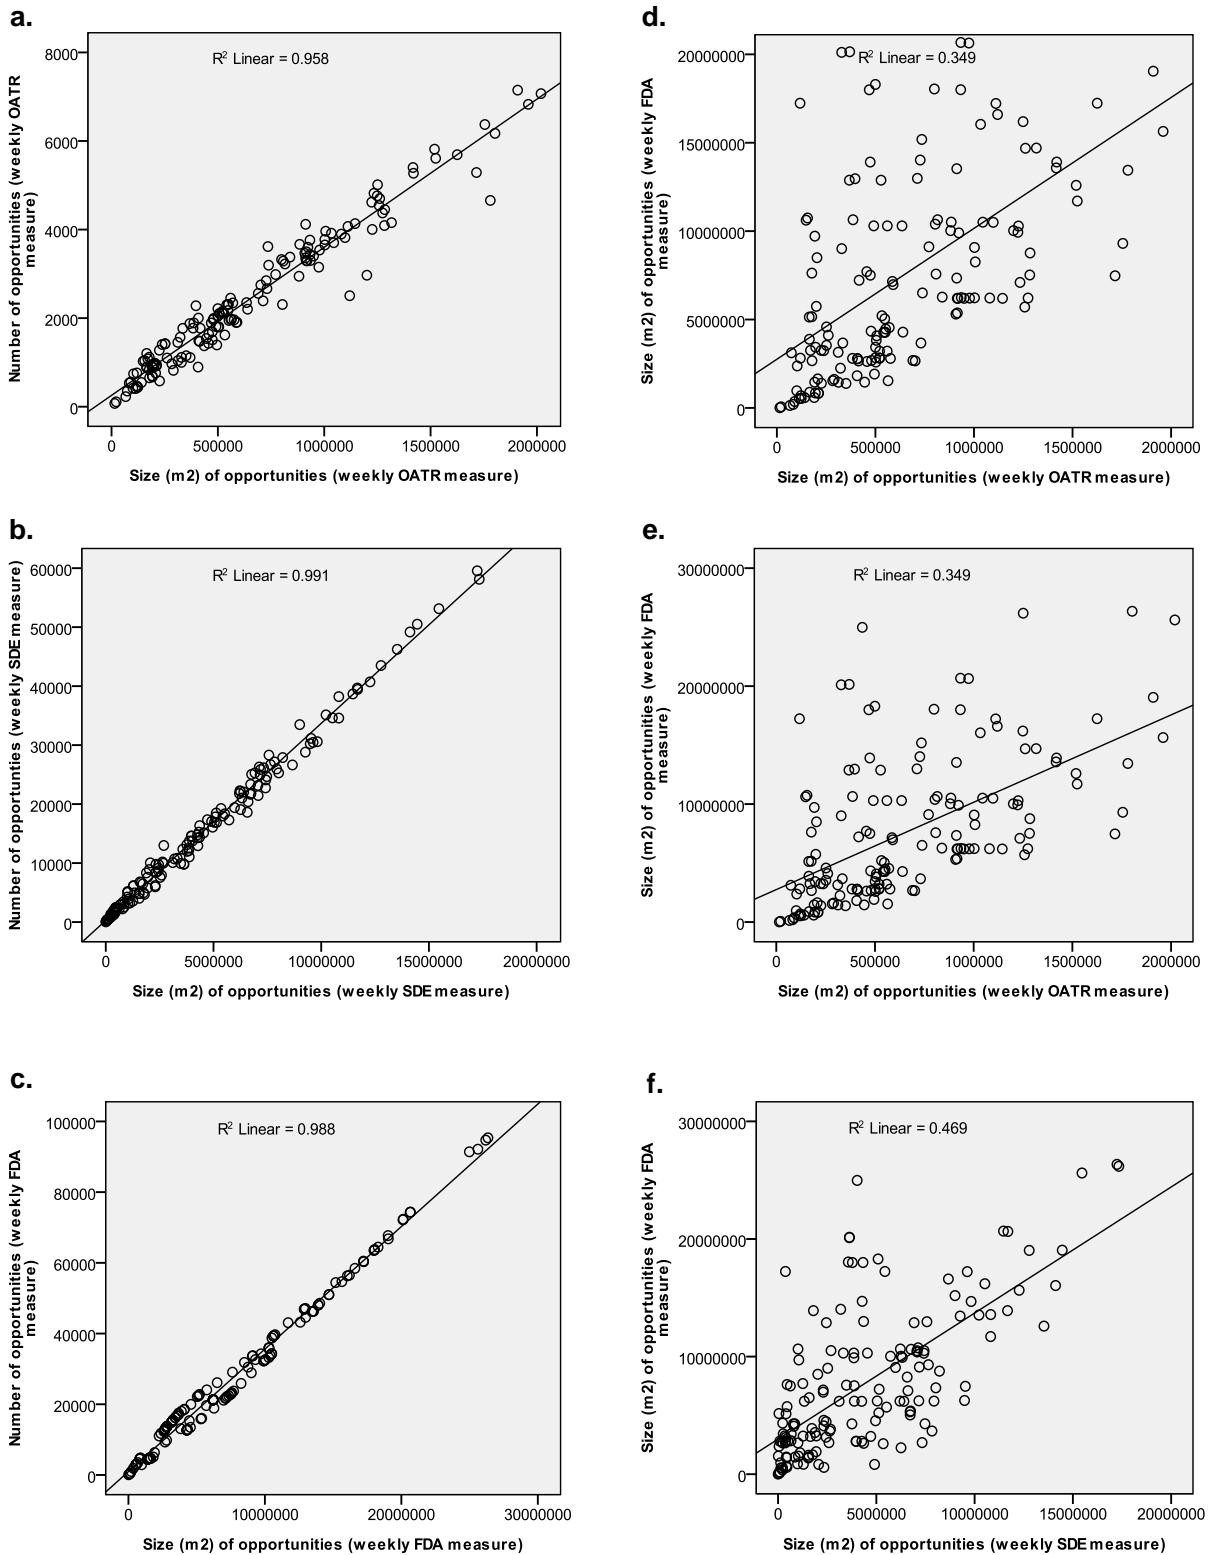 a.
Number of opportunities (weekly OATR
measure)
8000
6000
4000
2000
0
R² Linear = 0.958
0 500000 1000000 1500000 2000000
Size (m2) of opportunities (weekly OATR measure)
d.
Size (m2) of opportunities (weekly FDA
measure)
20000000
15000000
10000000
5000000
0
R² Linear = 0.349
0 500000 1000000 1500000 2000000
Size (m2) of opportunities (weekly OATR measure)
b.
Number of opportunities (weekly SDE measure)
60000
50000
40000
30000
20000
10000
0
R² Linear = 0.991
0 5000000 10000000 15000000 20000000
Size (m2) of opportunities (weekly SDE measure)
e.
Size (m2) of opportunities (weekly FDA
measure)
30000000
20000000
10000000
0
R² Linear = 0.349
0 500000 1000000 1500000 2000000
Size (m2) of opportunities (weekly OATR measure)
c.
Number of opportunities (weekly FDA
measure)
100000
80000
60000
40000
20000
0
R² Linear = 0.988
0 10000000 20000000 30000000
Size (m2) of opportunities (weekly FDA measure)
f.
Size (m2) of opportunities (weekly FDA
measure)
30000000
20000000
10000000
0
R² Linear = 0.469
0 5000000 10000000 15000000 20000000
Size (m2) of opportunities (weekly SDE measure)